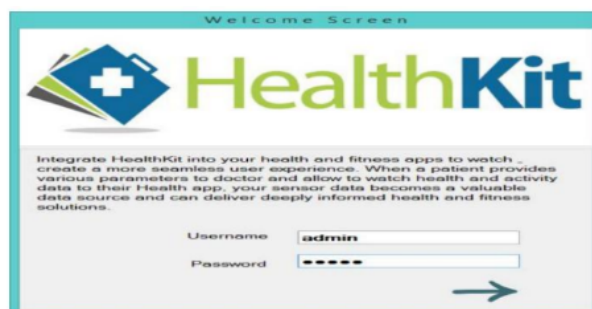 Welcome Screen
HealthKit
Integrate HealthKit into your health and fitness apps to watch ,
create a more seamless user experience. When a patient provides
various parameters to doctor and allow to watch health and activity
data to their Health app, your sensor data becomes a valuable
data source and can deliver deeply informed health and fitness
solutions.
Username admin
Password •••••